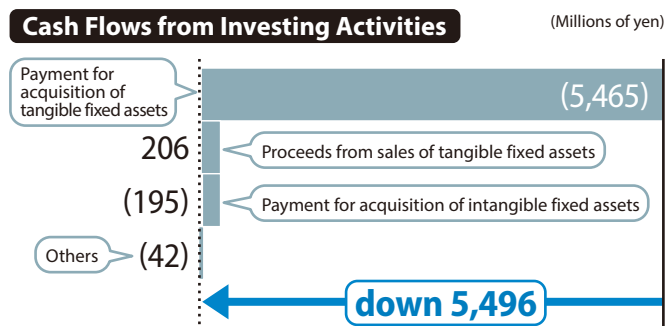 Cash Flows from Investing Activities
(Millions of yen)
Payment for
acquisition of
tangible fixed assets
(5,465)
206
Proceeds from sales of tangible fixed assets
(195)
Payment for acquisition of intangible fixed assets
Others
(42)
down 5,496